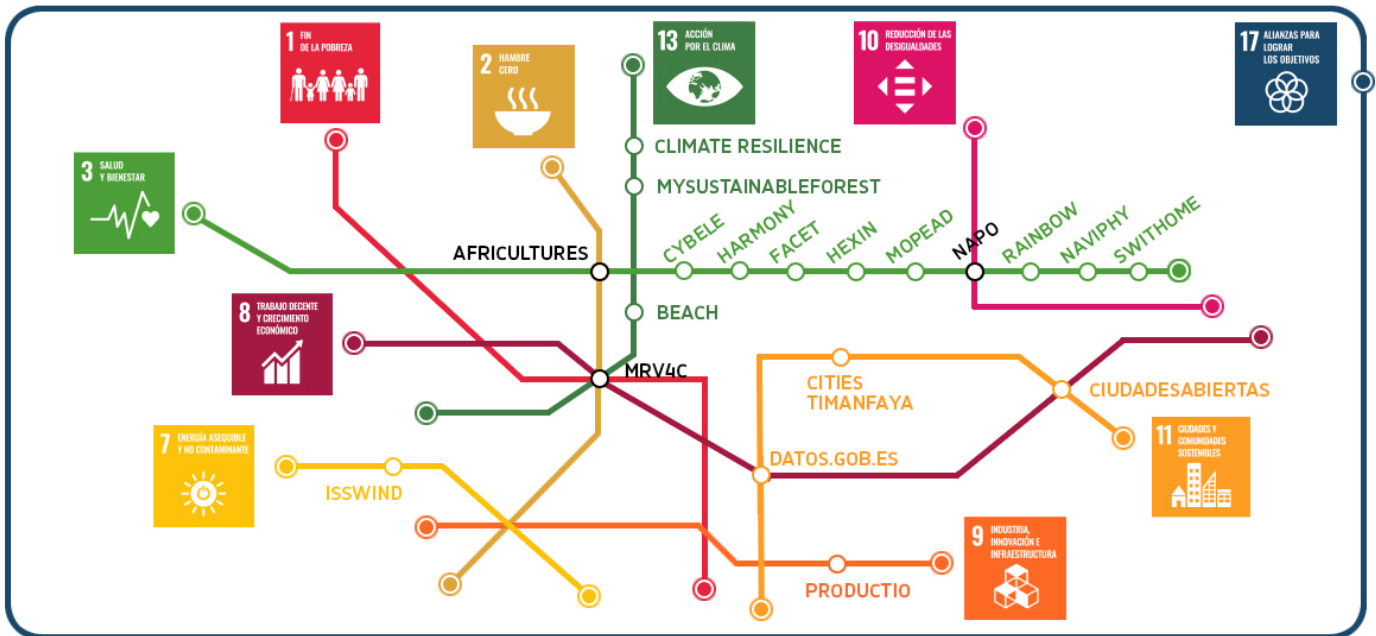 1 FIN
DE LA POBREZA
2 HAMBRE
CERO
13 ACCIÓN
POR EL CLIMA
10 REDUCCIÓN DE LAS
DESIGUALDADES
17 ALIANZAS PARA
LOGRAR
LOS OBJETIVOS
3 SALUD
Y BIENESTAR
CLIMATE RESILIENCE
MYSUSTAINABLEFOREST
AFRICULTURES
CYBELE
HARMONY
FACET
HEXIN
MOPEAD
NAPO
RAINBOW
NAVIPHY
SWITHOME
8 TRABAJO DECENTE
Y CRECIMIENTO
ECONÓMICO
BEACH
MRV4C
CITIES
TIMANFAYA
CIUDADESABIERTAS
7 ENERGÍA ASEQUIBLE
Y NO CONTAMINANTE
ISSWIND
DATOS.GOB.ES
11 CIUDADES Y
COMUNIDADES
SOSTENIBLES
9 INDUSTRIA,
INNOVACIÓN E
INFRAESTRUCTURA
PRODUCTIO